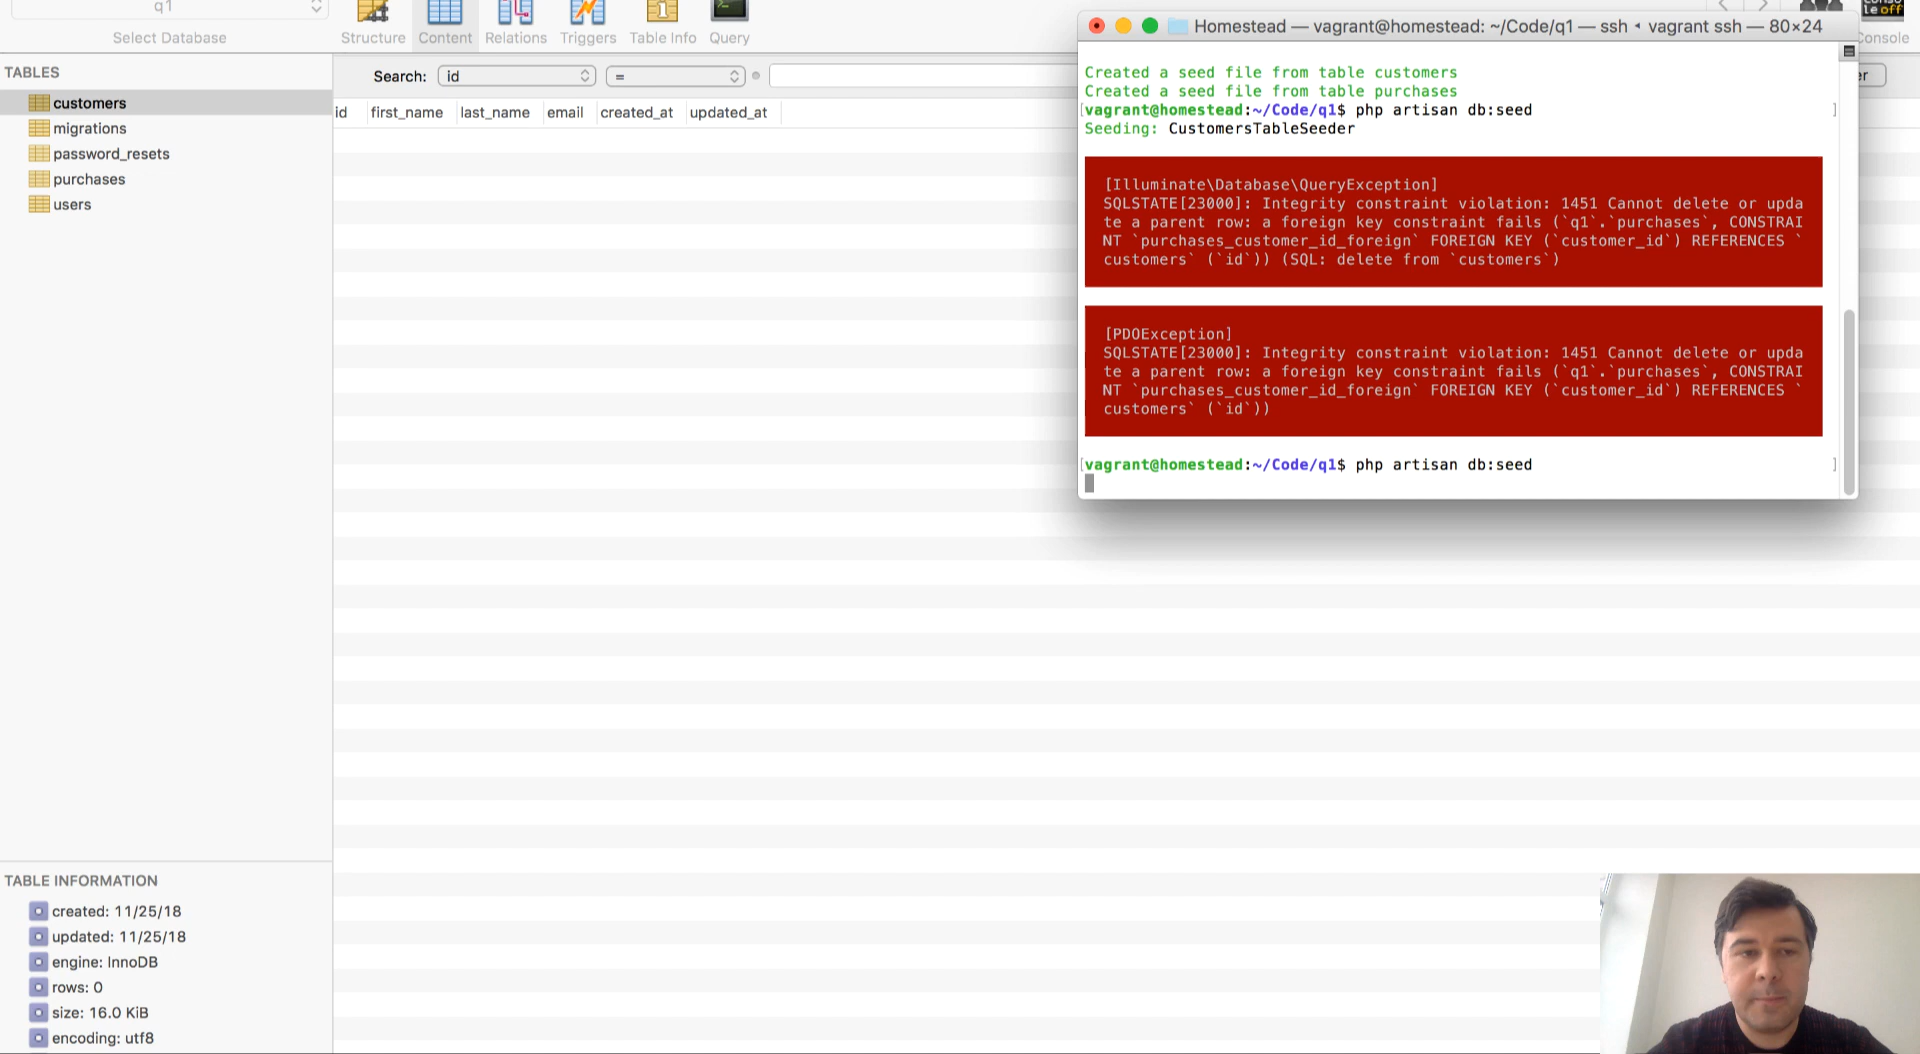 q1
Select Database
Structure
Content
Relations
Triggers
Table Info
Query
Console
off
TABLES
customers
migrations
password_resets
purchases
users
Search:
id
=
er
id first_name last_name email created_at updated_at
Homestead — vagrant@homestead: ~/Code/q1 — ssh ◂ vagrant ssh — 80×24
Created a seed file from table customers
Created a seed file from table purchases
[vagrant@homestead:~/Code/q1$ php artisan db:seed ]
Seeding: CustomersTableSeeder
[Illuminate\Database\QueryException]
SQLSTATE[23000]: Integrity constraint violation: 1451 Cannot delete or upda
te a parent row: a foreign key constraint fails (`q1`.`purchases`, CONSTRAI
NT `purchases_customer_id_foreign` FOREIGN KEY (`customer_id`) REFERENCES `
customers` (`id`)) (SQL: delete from `customers`)
[PDOException]
SQLSTATE[23000]: Integrity constraint violation: 1451 Cannot delete or upda
te a parent row: a foreign key constraint fails (`q1`.`purchases`, CONSTRAI
NT `purchases_customer_id_foreign` FOREIGN KEY (`customer_id`) REFERENCES `
customers` (`id`))
[vagrant@homestead:~/Code/q1$ php artisan db:seed ]
TABLE INFORMATION
created: 11/25/18
updated: 11/25/18
engine: InnoDB
rows: 0
size: 16.0 KiB
encoding: utf8